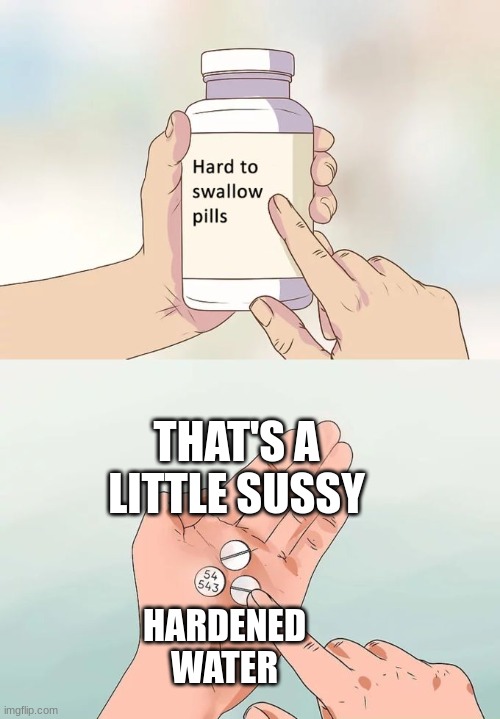 Hard to
swallow
pills
THAT'S A
LITTLE SUSSY
54
543
HARDENED
WATER
imgflip.com